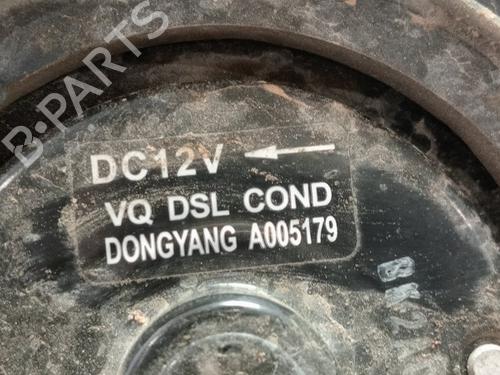 DC12V
VQ DSL COND
DONGYANG A005179
B-PARTS